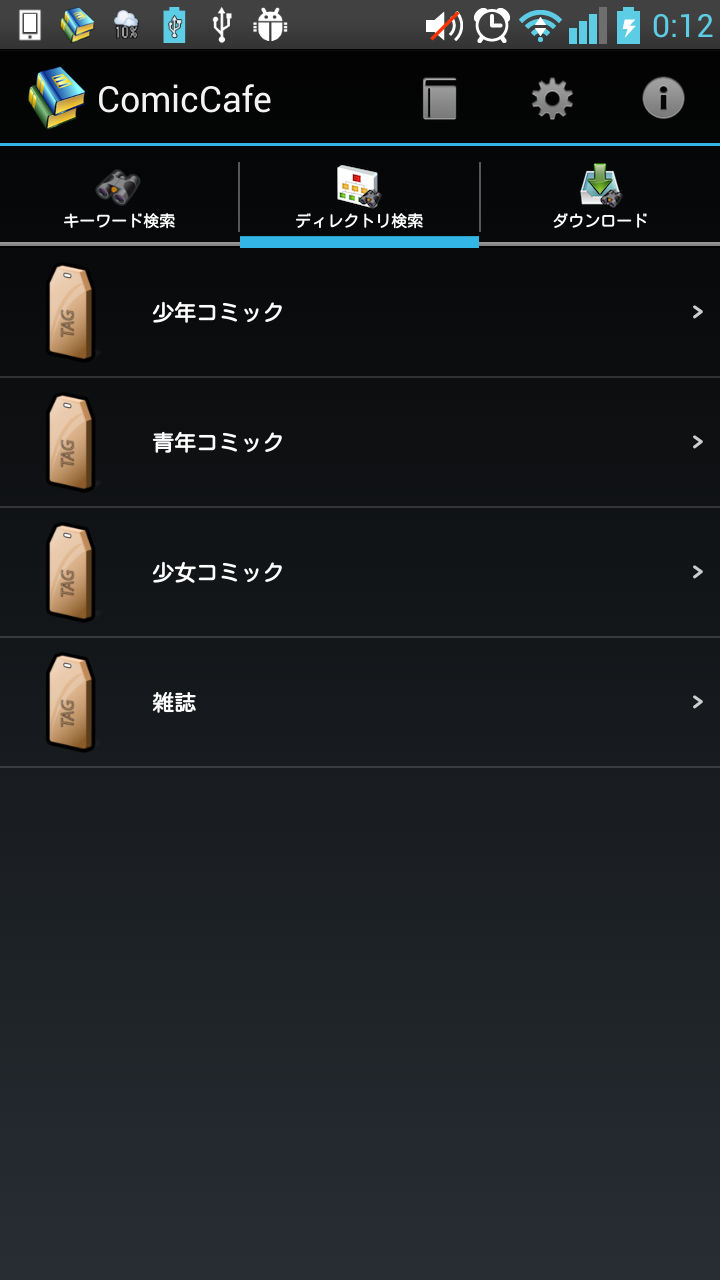 10%
0:12
ComicCafe
キーワード検索
ディレクトリ検索
ダウンロード
TAG
少年コミック
TAG
青年コミック
TAG
少女コミック
TAG
雑誌